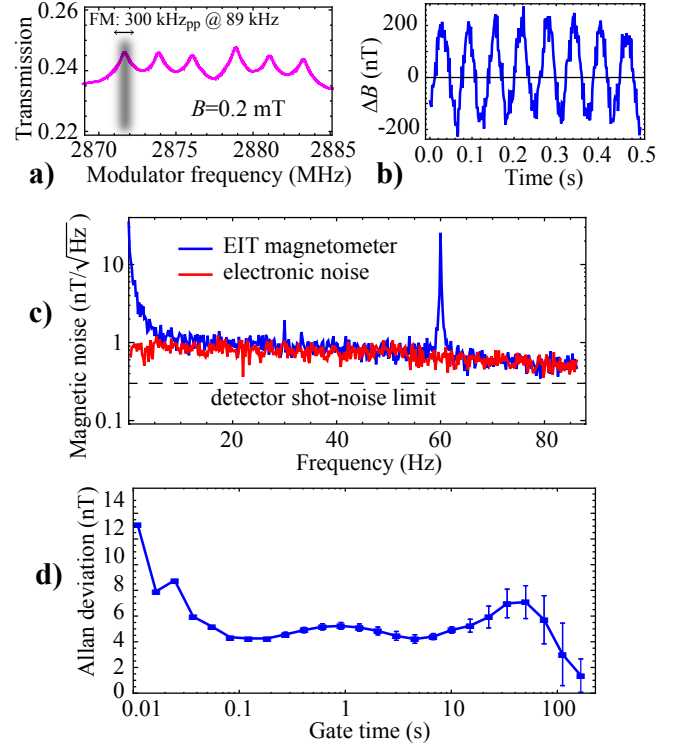 0.26
FM: 300 kHzpp @ 89 kHz
0.24
0.22
Transmission
B=0.2 mT
2870 2875 2880 2885
Modulator frequency (MHz)
a)
200
0
-200
ΔB (nT)
0.0 0.1 0.2 0.3 0.4 0.5
Time (s)
b)
10
1
0.1
Magnetic noise (nT/√Hz)
EIT magnetometer
electronic noise
detector shot-noise limit
20 40 60 80
Frequency (Hz)
c)
14
12
10
8
6
4
2
0
Allan deviation (nT)
0.01 0.1 1 10 100
Gate time (s)
d)